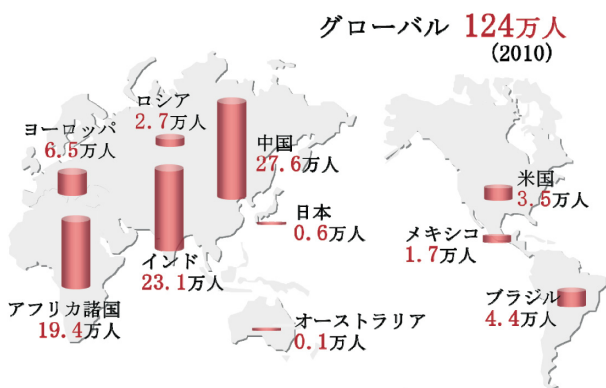 グローバル 124万人
(2010)
ロシア
2.7万人
ヨーロッパ
6.5万人
中国
27.6万人
米国
3.5万人
日本
0.6万人
メキシコ
1.7万人
インド
23.1万人
アフリカ諸国
19.4万人
オーストラリア
0.1万人
ブラジル
4.4万人